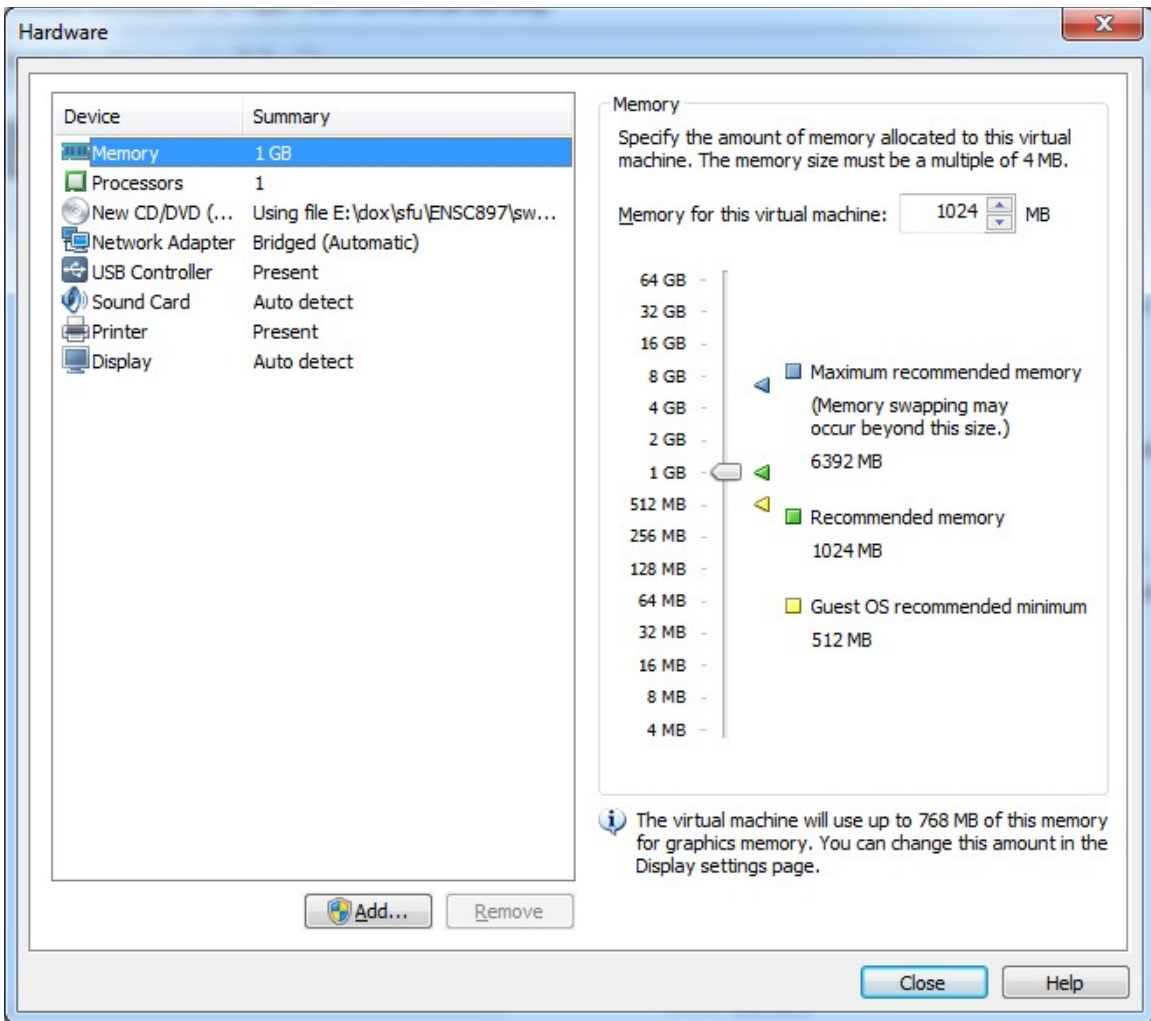 Hardware
Device Summary
Memory 1 GB
Processors 1
New CD/DVD (... Using file E:\dox\sfu\ENSC897\sw...
Network Adapter Bridged (Automatic)
USB Controller Present
Sound Card Auto detect
Printer Present
Display Auto detect
Add... Remove
Memory
Specify the amount of memory allocated to this virtual
machine. The memory size must be a multiple of 4 MB.
Memory for this virtual machine: 1024 MB
64 GB
32 GB
16 GB
8 GB
4 GB
2 GB
1 GB
512 MB
256 MB
128 MB
64 MB
32 MB
16 MB
8 MB
4 MB
Maximum recommended memory
(Memory swapping may
occur beyond this size.)
6392 MB
Recommended memory
1024 MB
Guest OS recommended minimum
512 MB
The virtual machine will use up to 768 MB of this memory
for graphics memory. You can change this amount in the
Display settings page.
Close Help